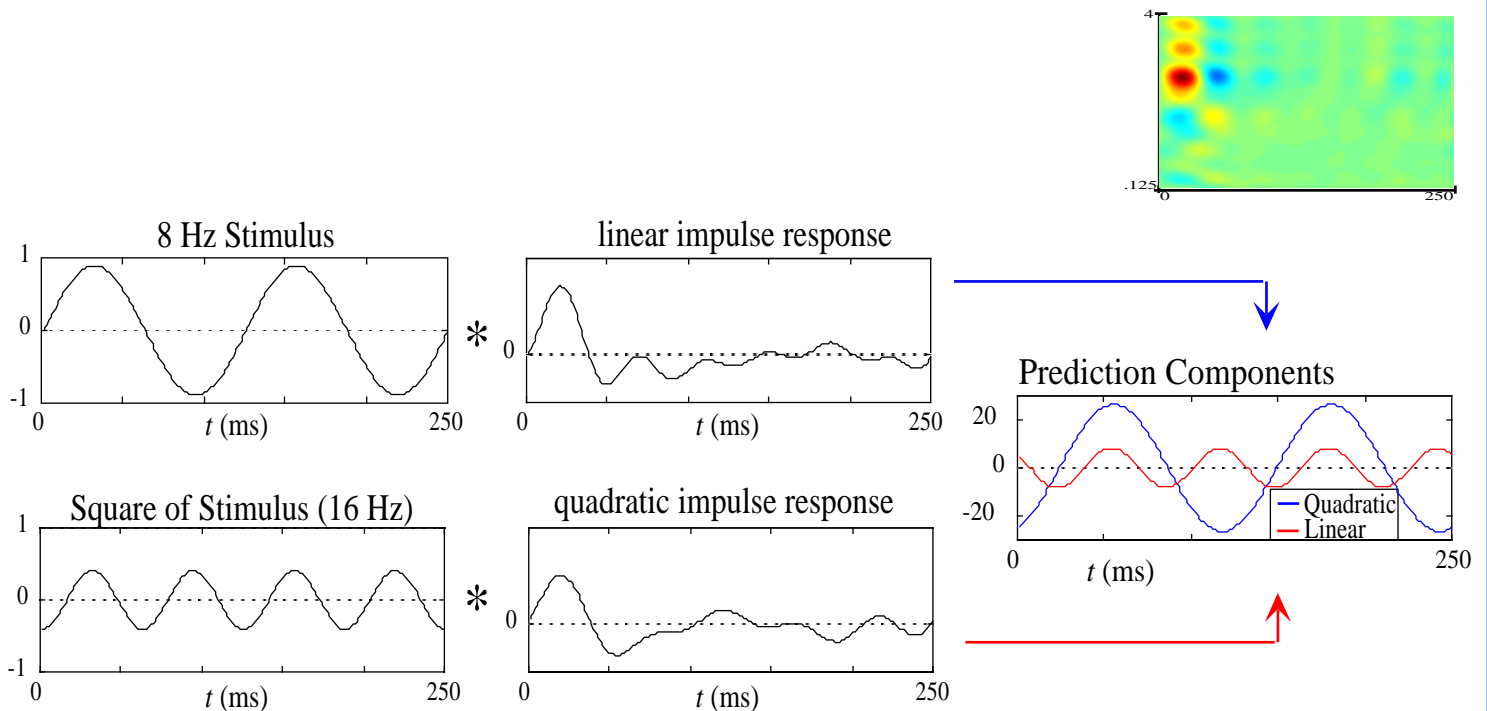 4
.125
0
250
8 Hz Stimulus
1
0
-1
0
250
t (ms)
*
linear impulse response
0
0
250
t (ms)
Prediction Components
20
0
-20
Quadratic
Linear
0
250
t (ms)
Square of Stimulus (16 Hz)
1
0
-1
0
250
t (ms)
*
quadratic impulse response
0
0
250
t (ms)